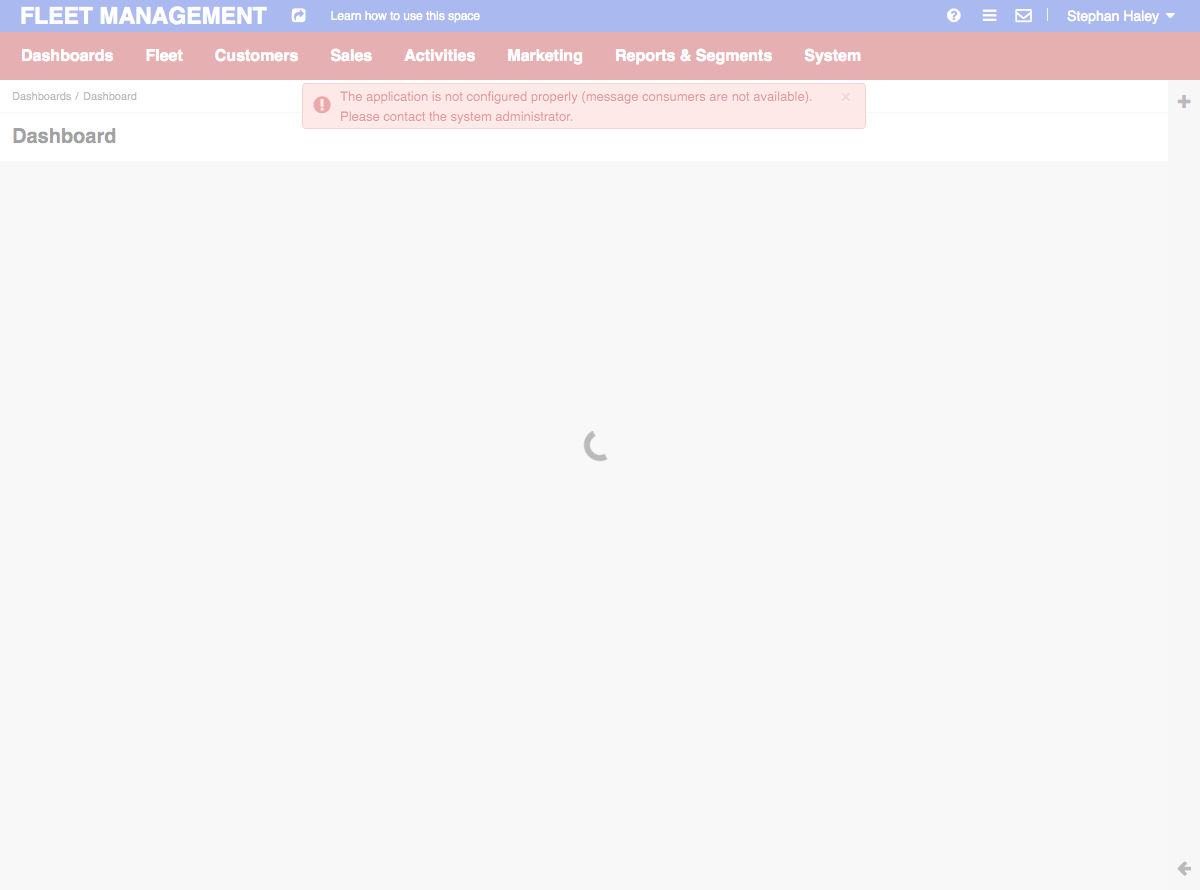 FLEET MANAGEMENT
Learn how to use this space
Stephan Haley
Dashboards Fleet Customers Sales Activities Marketing Reports & Segments System
Dashboards / Dashboard
The application is not configured properly (message consumers are not available). ×
Please contact the system administrator.
Dashboard